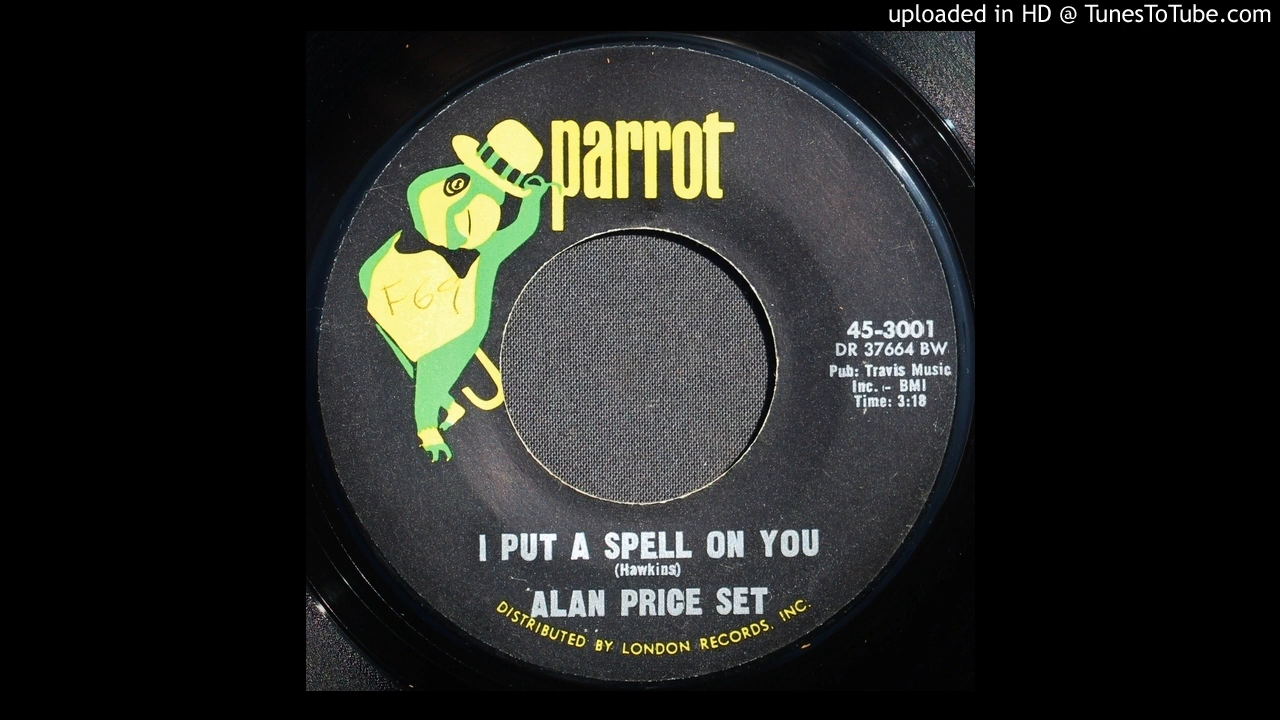 uploaded in HD @ TunesToTube.com
parrot
F69
45-3001
DR 37664 BW
Pub: Travis Music
Inc. - BMI
Time: 3:18
I PUT A SPELL ON YOU
(Hawkins)
ALAN PRICE SET
DISTRIBUTED BY LONDON RECORDS, INC.